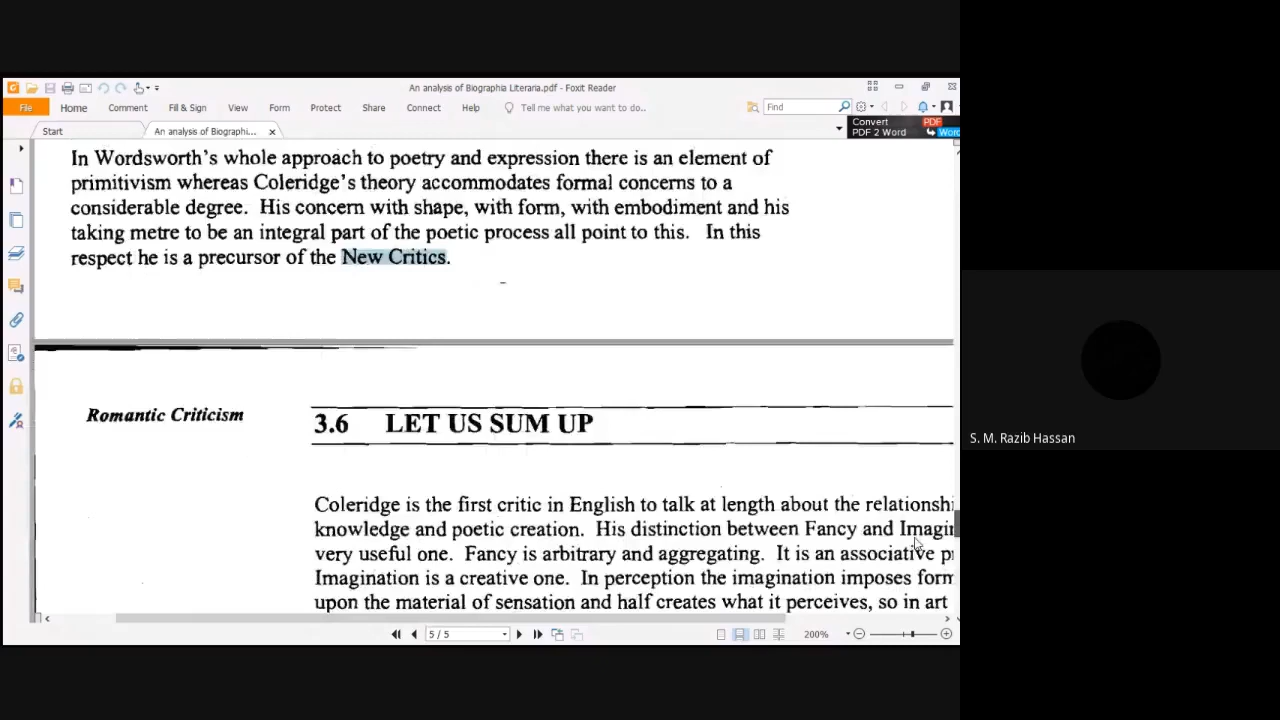 An analysis of Biographia Literaria.pdf - Foxit Reader
File Home Comment Fill & Sign View Form Protect Share Connect Help Tell me what you want to do.. Find
Convert PDF
PDF 2 Word Word
Start An analysis of Biographi...
In Wordsworth's whole approach to poetry and expression there is an element of
primitivism whereas Coleridge's theory accommodates formal concerns to a
considerable degree. His concern with shape, with form, with embodiment and his
taking metre to be an integral part of the poetic process all point to this. In this
respect he is a precursor of the New Critics.
Romantic Criticism
3.6 LET US SUM UP
Coleridge is the first critic in English to talk at length about the relationshi
knowledge and poetic creation. His distinction between Fancy and Imagin
very useful one. Fancy is arbitrary and aggregating. It is an associative p
Imagination is a creative one. In perception the imagination imposes form
upon the material of sensation and half creates what it perceives, so in art
5 / 5
200%
S. M. Razib Hassan